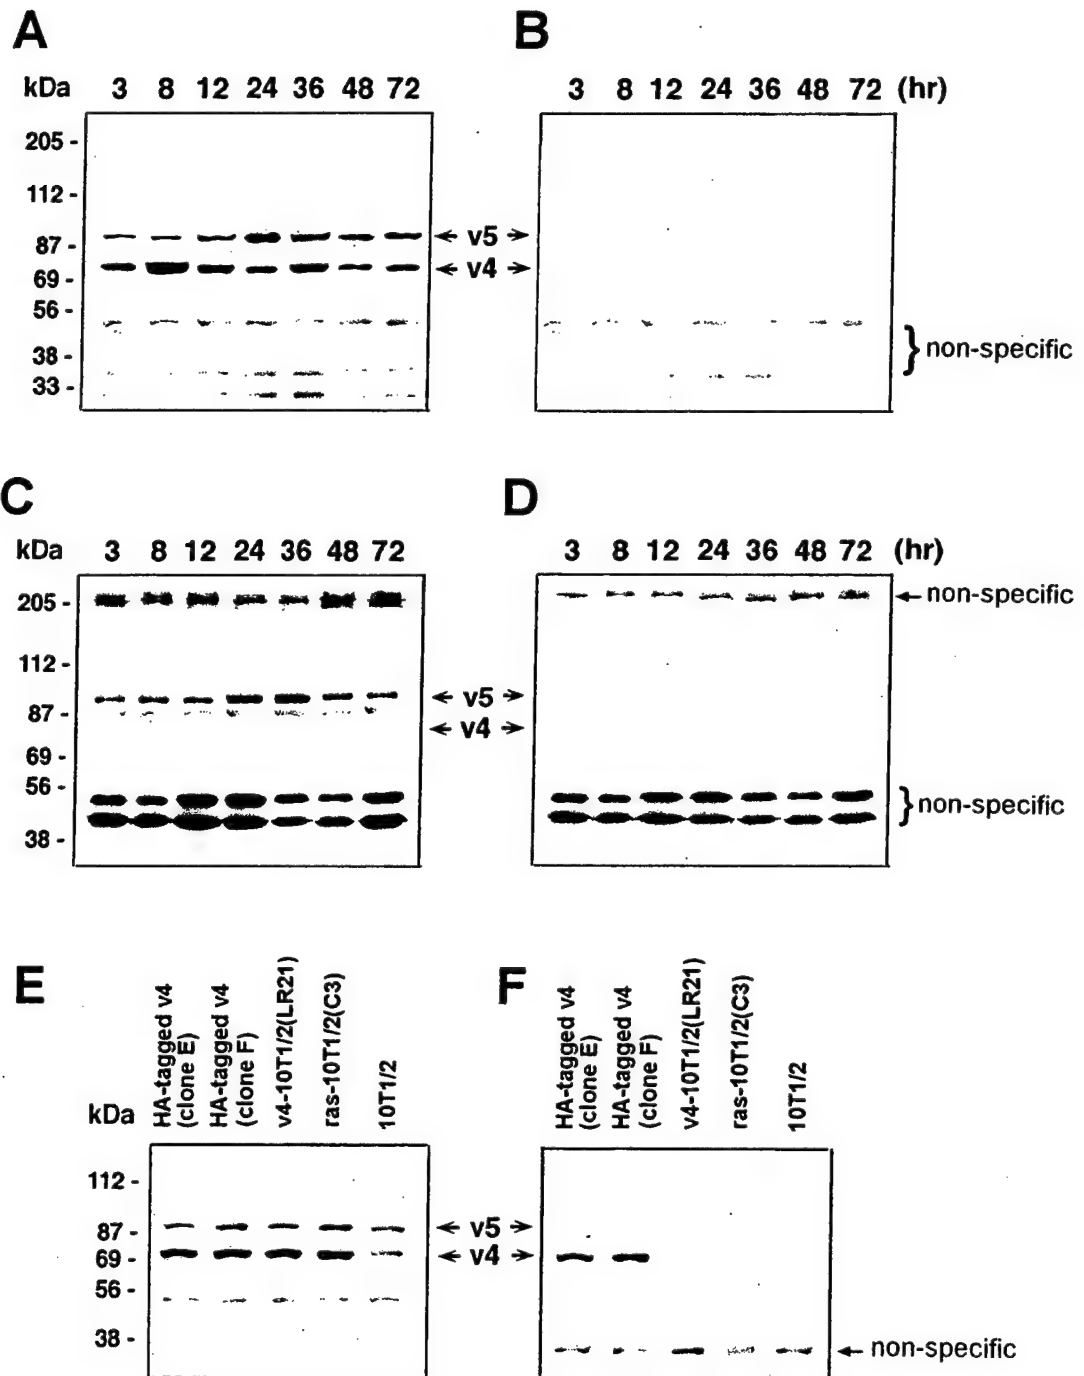 A
B
kDa 3 8 12 24 36 48 72
3 8 12 24 36 48 72 (hr)
205 -
112 -
87 -
69 -
56 -
38 -
33 -
← v5 →
← v4 →
} non-specific
C
D
kDa 3 8 12 24 36 48 72
3 8 12 24 36 48 72 (hr)
205 -
112 -
87 -
69 -
56 -
38 -
← v5 →
← v4 →
← non-specific
} non-specific
E
F
HA-tagged v4
(clone E)
HA-tagged v4
(clone F)
v4-10T1/2(LR21)
ras-10T1/2(C3)
10T1/2
HA-tagged v4
(clone E)
HA-tagged v4
(clone F)
v4-10T1/2(LR21)
ras-10T1/2(C3)
10T1/2
kDa
112 -
87 -
69 -
56 -
38 -
← v5 →
← v4 →
← non-specific